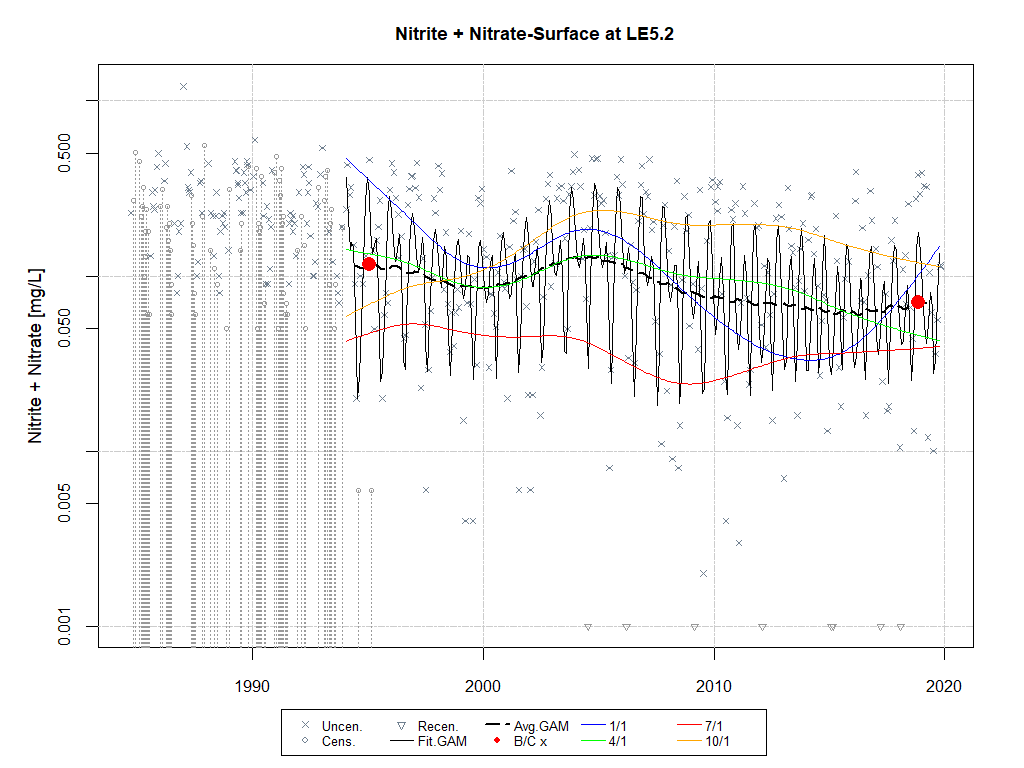 Nitrite + Nitrate-Surface at LE5.2
Nitrite + Nitrate [mg/L]
0.500
0.050
0.005
0.001
1990 2000 2010 2020
Uncen. Recen. Avg.GAM 1/1 7/1
Cens. Fit.GAM B/C x 4/1 10/1